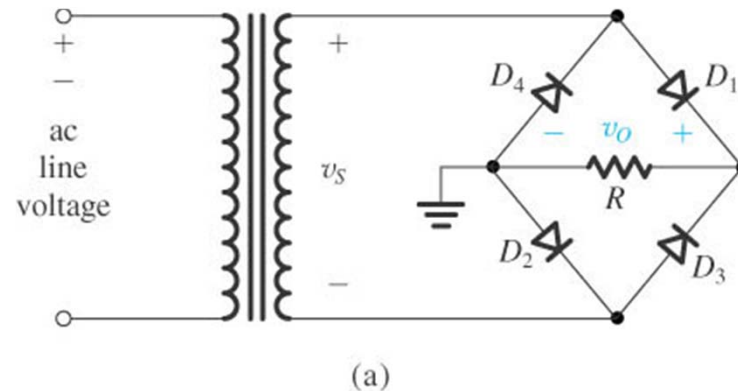 +
−
ac
line
voltage
+
v_S
−
D_4
D_1
− v_O +
R
D_2
D_3
(a)